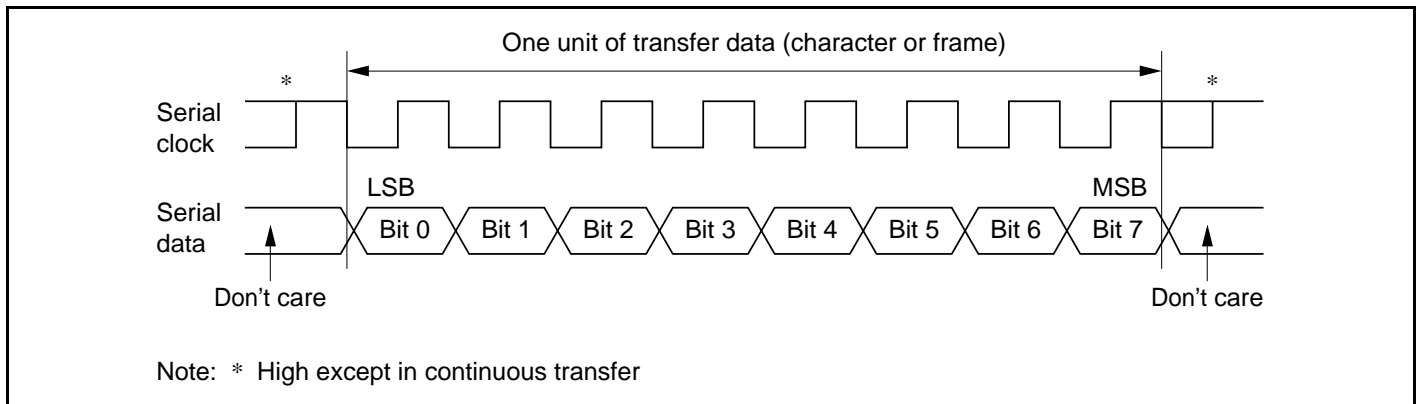 One unit of transfer data (character or frame)
* *
Serial
clock
LSB MSB
Serial
data
Bit 0 Bit 1 Bit 2 Bit 3 Bit 4 Bit 5 Bit 6 Bit 7
Don't care Don't care
Note: * High except in continuous transfer